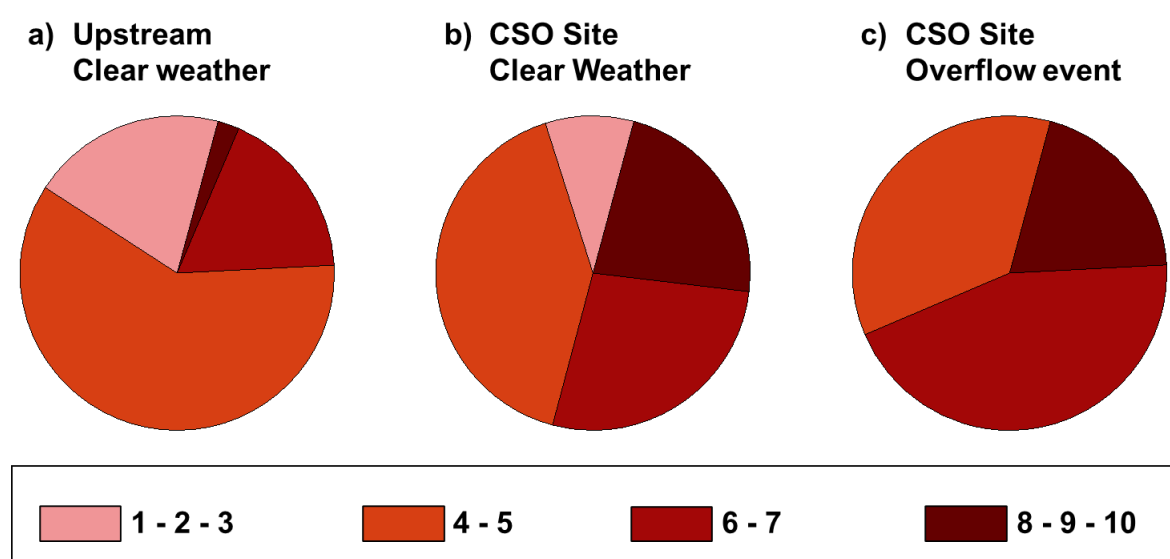 a) Upstream
Clear weather
b) CSO Site
Clear Weather
c) CSO Site
Overflow event
1 - 2 - 3
4 - 5
6 - 7
8 - 9 - 10